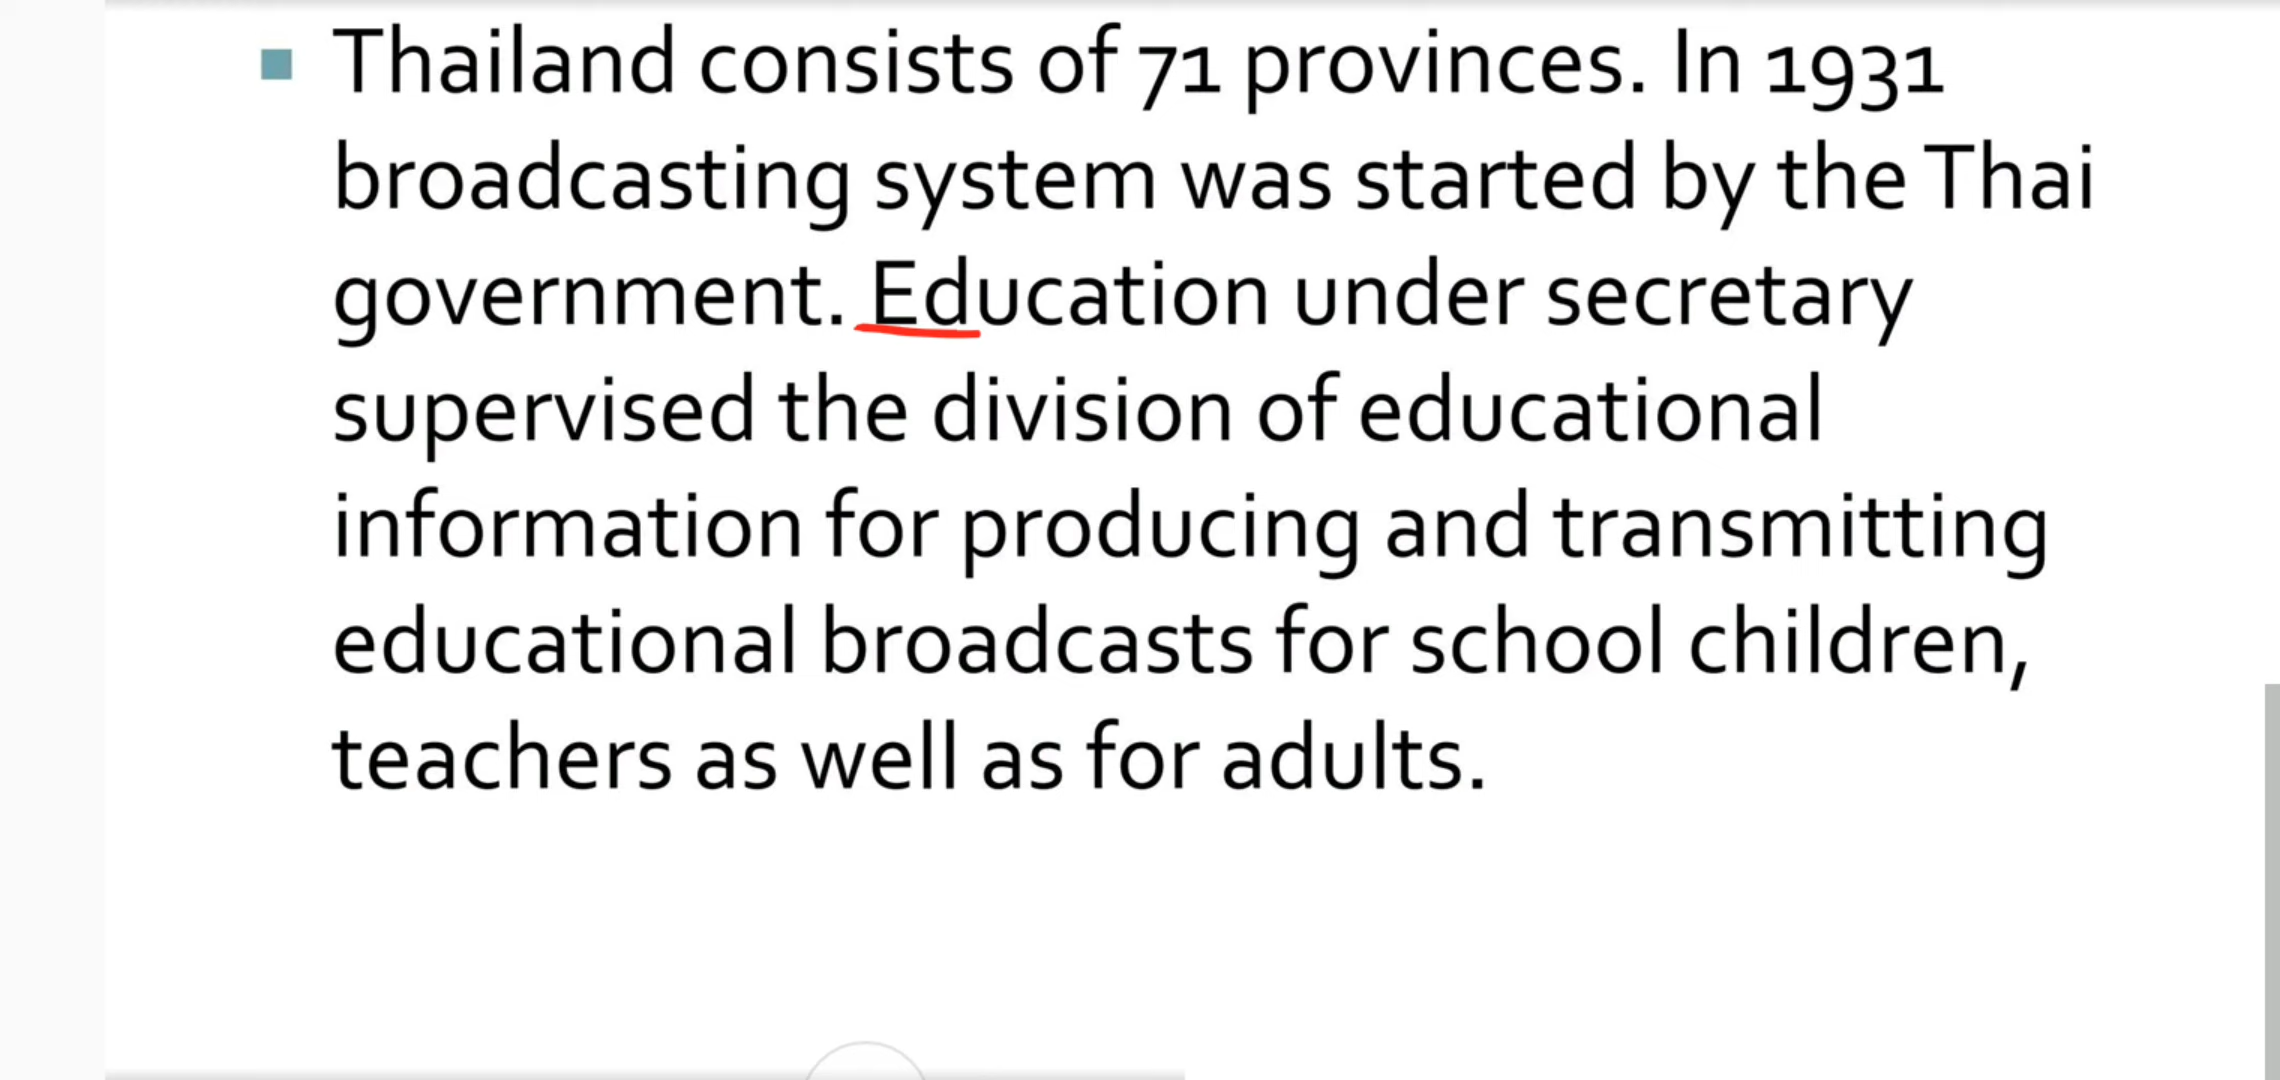 Thailand consists of 71 provinces. In 1931
broadcasting system was started by the Thai
government. Education under secretary
supervised the division of educational
information for producing and transmitting
educational broadcasts for school children,
teachers as well as for adults.